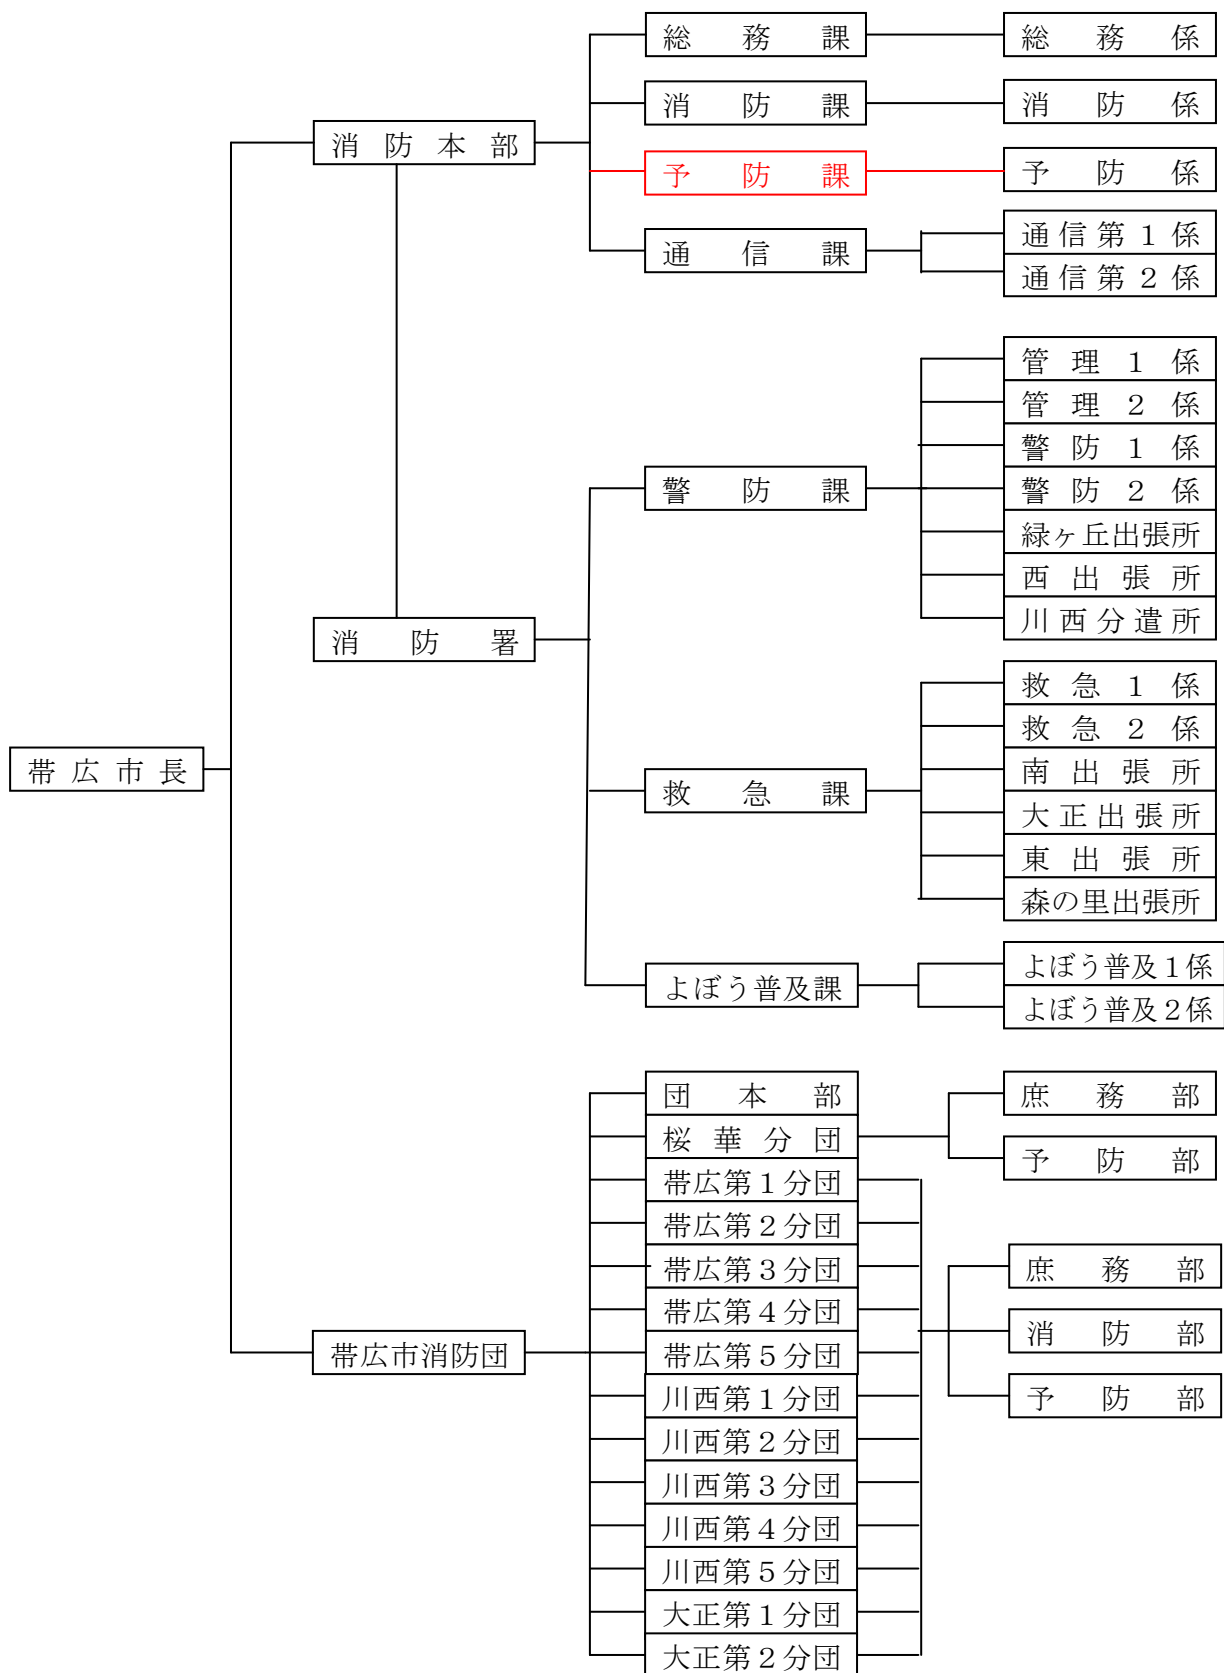 総務課
総務係
消防課
消防係
消防本部
予防課
予防係
通信課
通信第１係
通信第２係
管理１係
管理２係
警防１係
警防課
警防２係
緑ヶ丘出張所
西出張所
川西分遣所
消防署
救急１係
救急２係
帯広市長
南出張所
救急課
大正出張所
東出張所
森の里出張所
よぼう普及課
よぼう普及１係
よぼう普及２係
団本部
庶務部
桜華分団
予防部
帯広第１分団
帯広第２分団
帯広第３分団
庶務部
帯広第４分団
消防部
帯広市消防団
帯広第５分団
川西第１分団
予防部
川西第２分団
川西第３分団
川西第４分団
川西第５分団
大正第１分団
大正第２分団